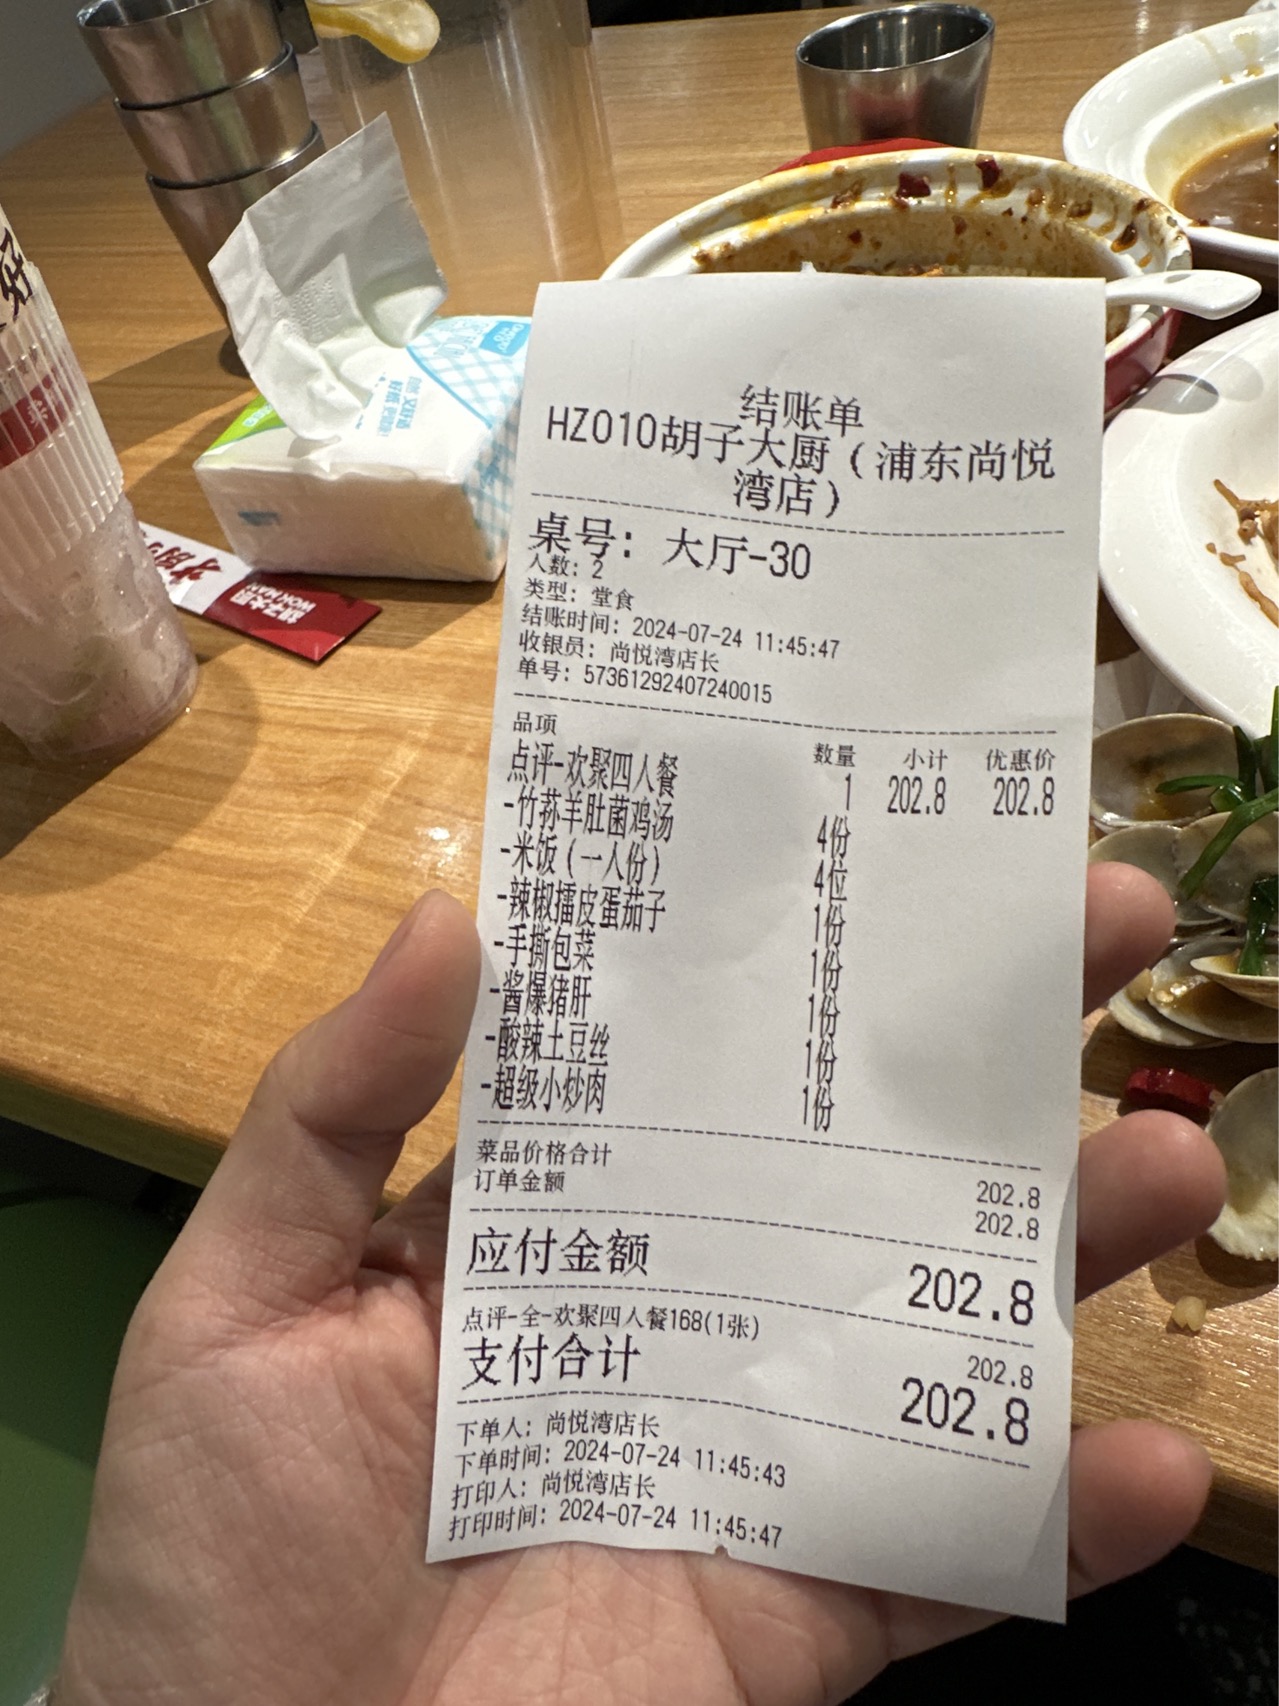 好
胡子大厨
结账单
HZ010胡子大厨（浦东尚悦
湾店）
桌号：大厅-30
人数：2
类型：堂食
结账时间：2024-07-24 11:45:47
收银员：尚悦湾店长
单号：57361292407240015
品项 数量 小计 优惠价
点评-欢聚四人餐 1 202.8 202.8
-竹荪羊肚菌鸡汤 4份
-米饭（一人份） 4位
-辣椒擂皮蛋茄子 1份
-手撕包菜 1份
-酱爆猪肝 1份
-酸辣土豆丝 1份
-超级小炒肉 1份
菜品价格合计 202.8
订单金额 202.8
应付金额 202.8
点评-全-欢聚四人餐168(1张) 202.8
支付合计 202.8
下单人：尚悦湾店长
下单时间：2024-07-24 11:45:43
打印人：尚悦湾店长
打印时间：2024-07-24 11:45:47